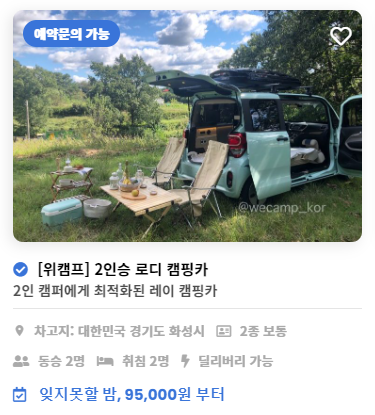 예약문의 가능
@wecamp_kor
[위캠프] 2인승 로디 캠핑카
2인 캠퍼에게 최적화된 레이 캠핑카
차고지: 대한민국 경기도 화성시 2종 보통
동승 2명 취침 2명 딜리버리 가능
잊지못할 밤, 95,000원 부터